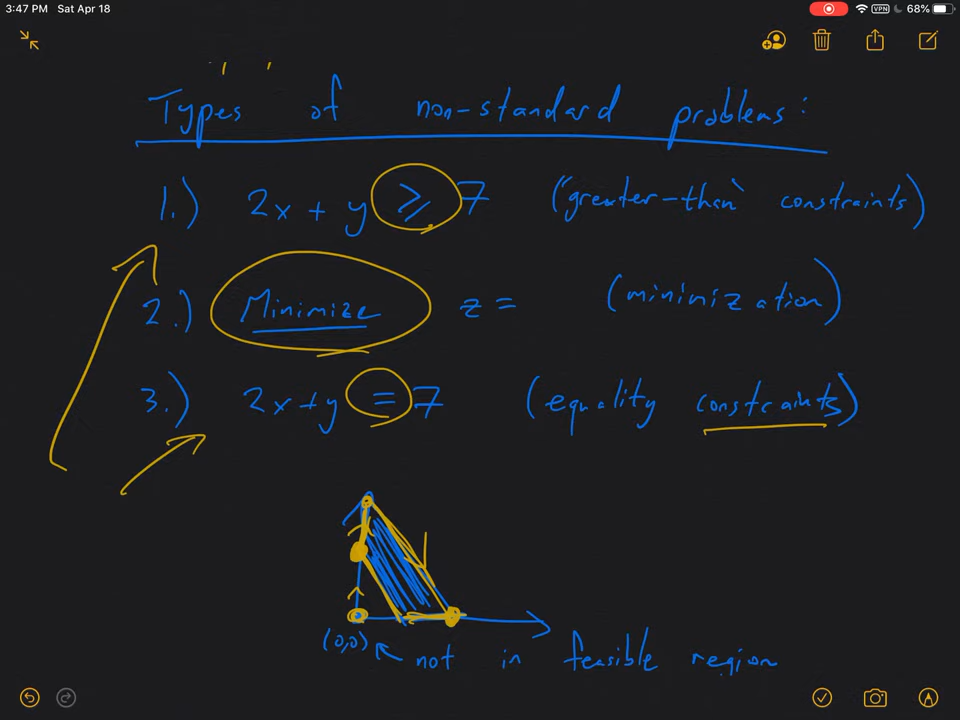 3:47 PM Sat Apr 18
VPN 68%
Types of non-standard problems:
1.) 2x + y ≥ 7 ("greater-than" constraints)
2.) Minimize z = (minimization)
3.) 2x + y = 7 (equality constraints)
(0,0) not in feasible region